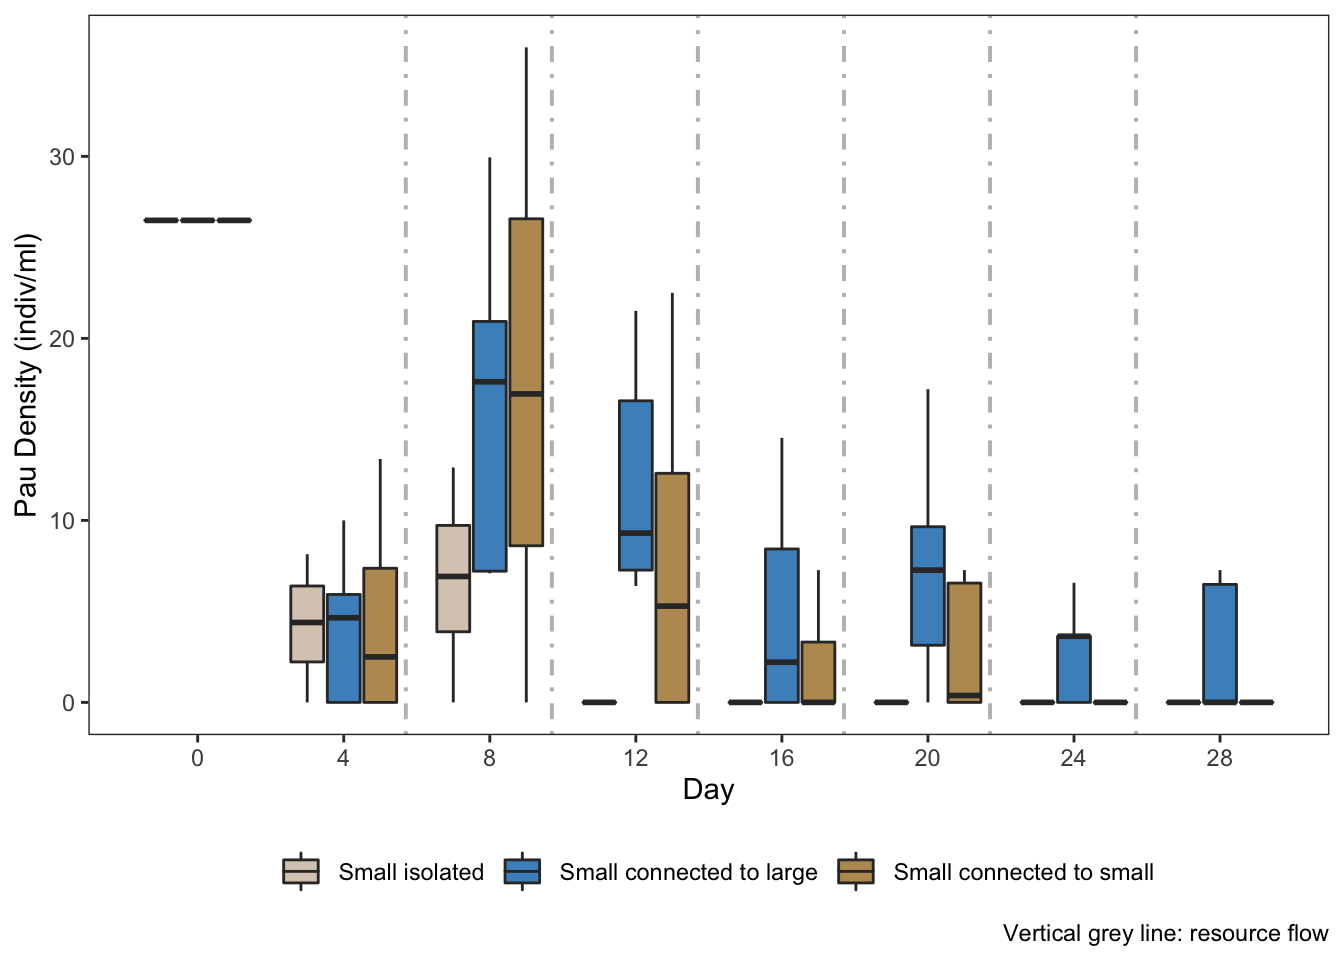 Pau Density (indiv/ml)
30
20
10
0
0 4 8 12 16 20 24 28
Day
Small isolated Small connected to large Small connected to small
Vertical grey line: resource flow